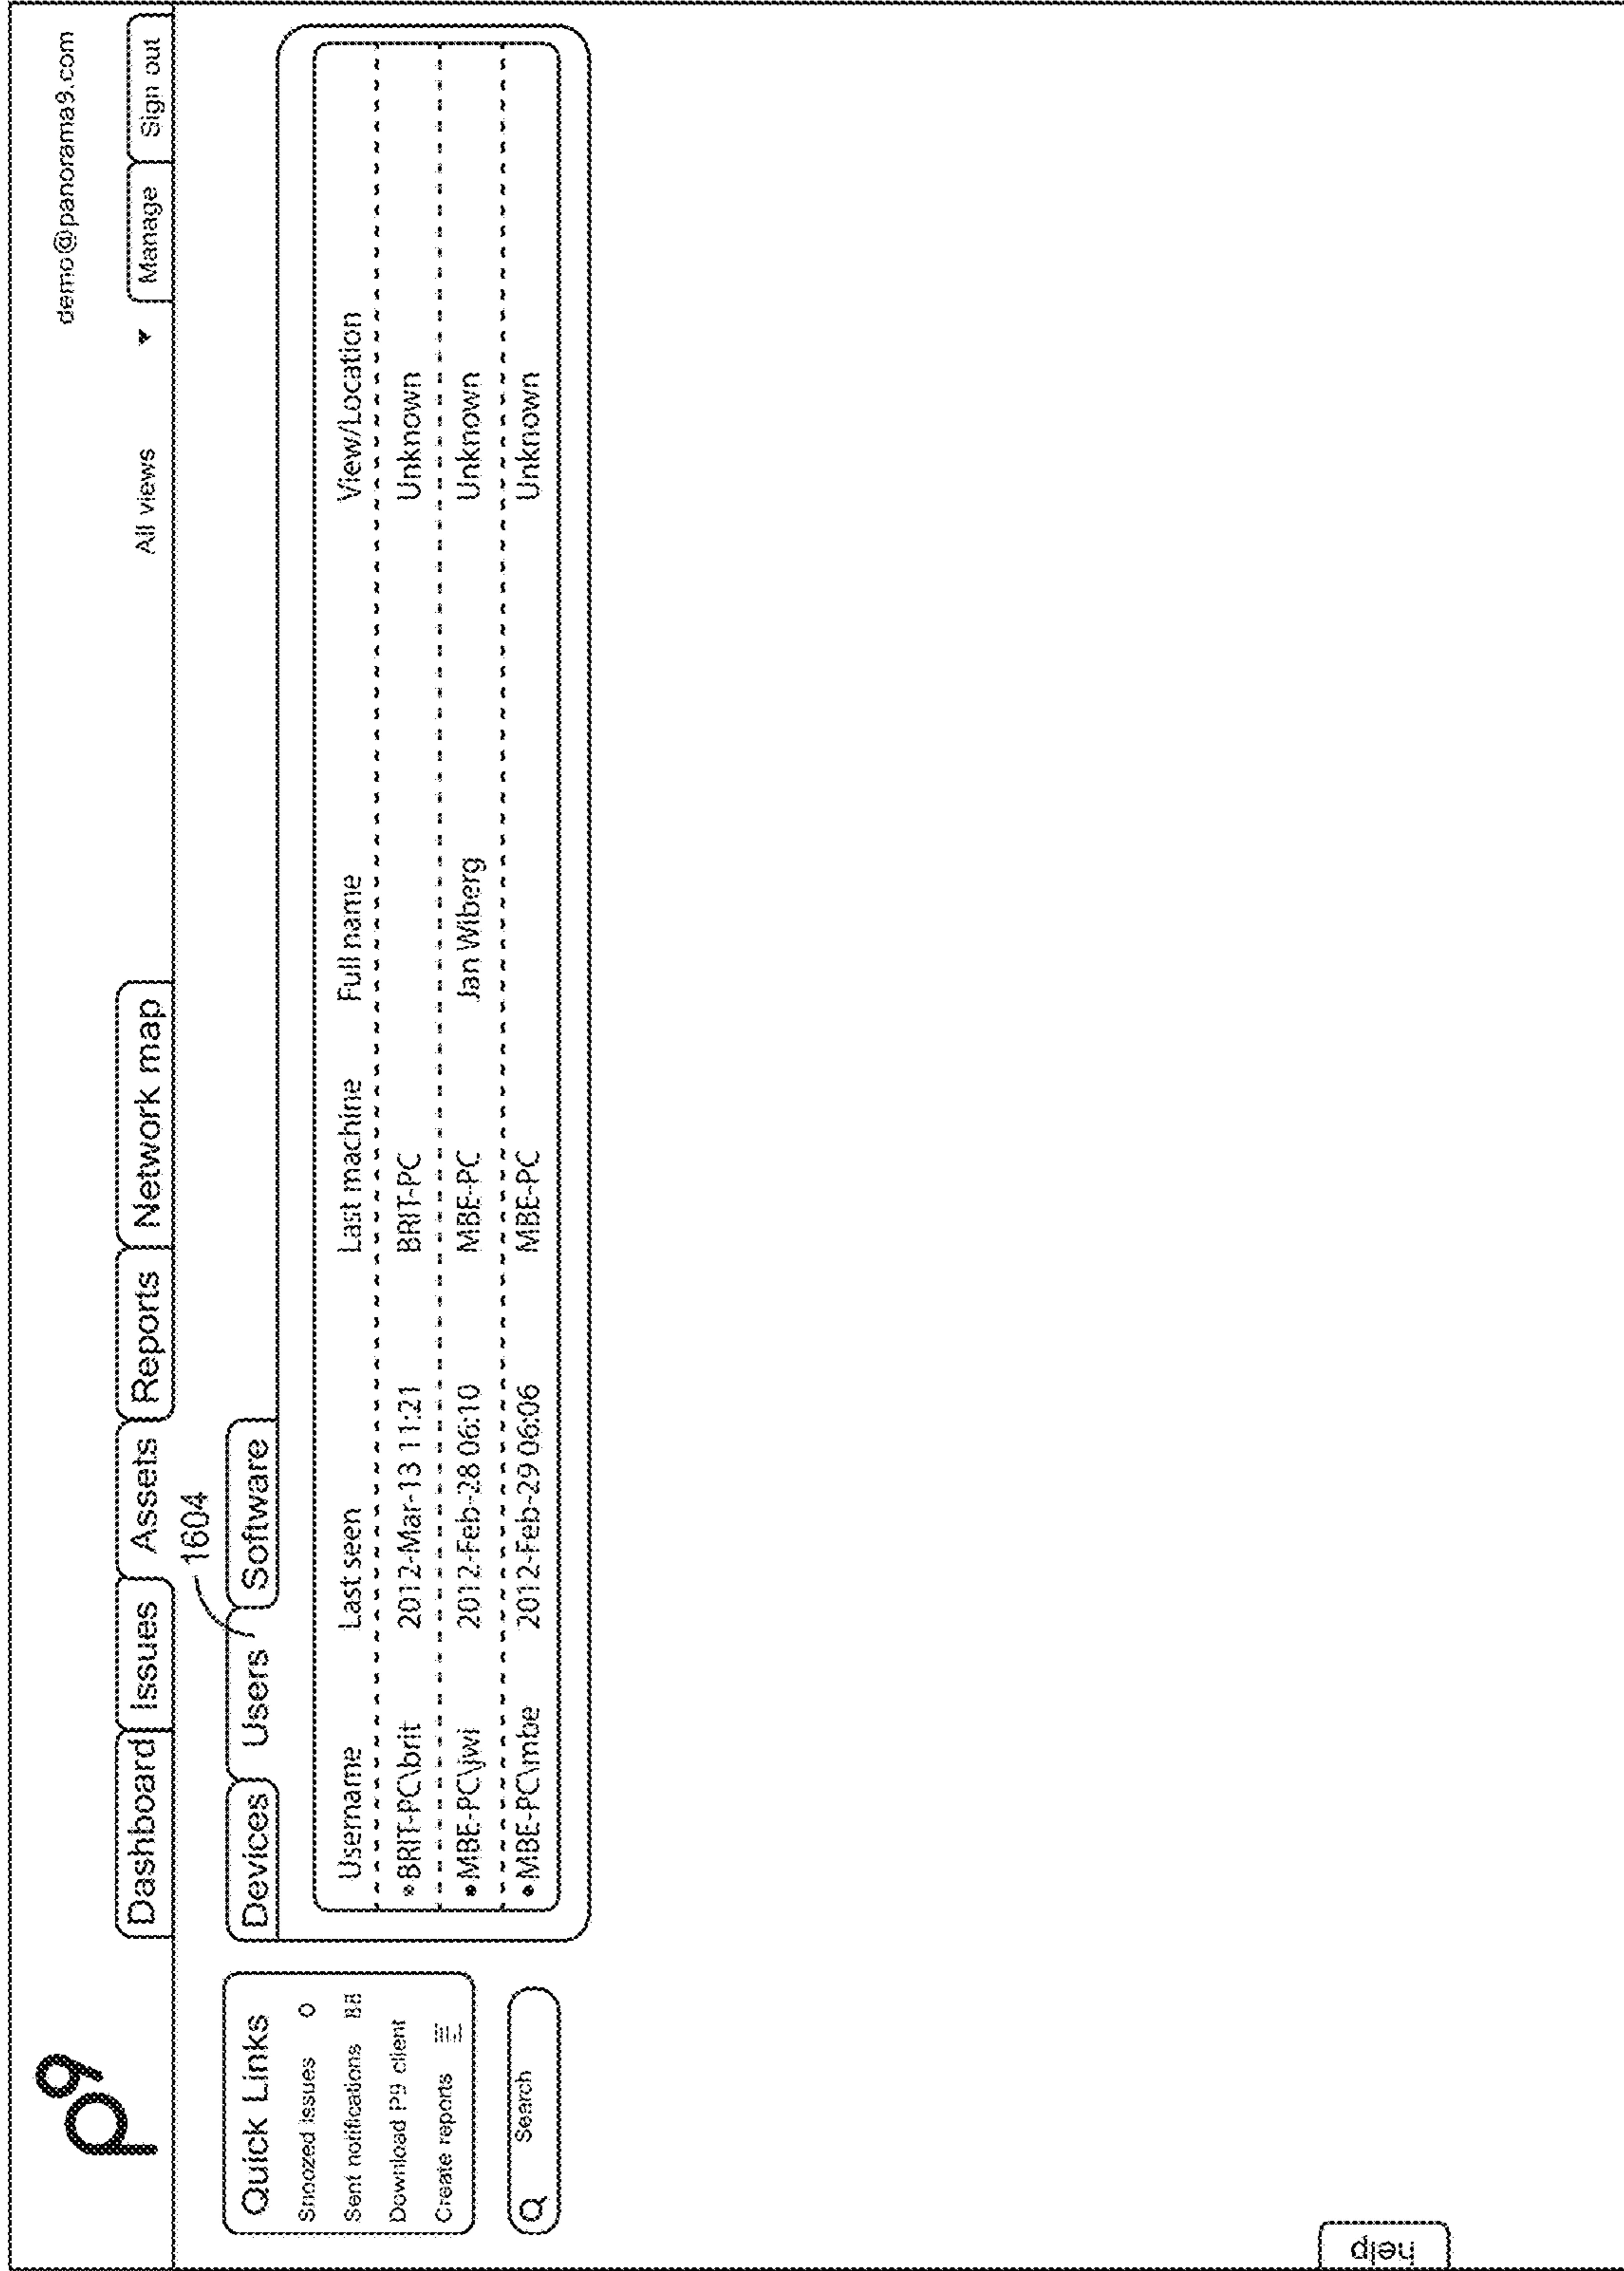 p9
demo@panorama9.com
Dashboard Issues Assets Reports Network map All views Manage Sign out
1604
Quick Links
Snoozed issues 0
Sent notifications 88
Download P9 client
Create reports
Search
Devices Users Software
Username Last seen Last machine Full name View/Location
BRIT-PC\brit 2012-Mar-13 11:21 BRIT-PC Unknown
MBE-PC\jwi 2012-Feb-28 06:10 MBE-PC Jan Wiberg Unknown
MBE-PC\mbe 2012-Feb-29 06:06 MBE-PC Unknown
help